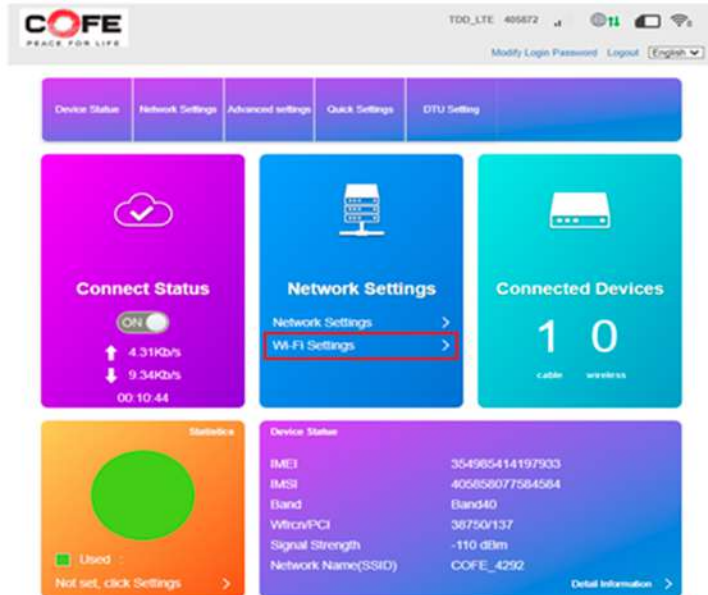 COFE
PEACE FOR LIFE
TDD_LTE 405872
Modify Login Password Logout English
Device Status Network Settings Advanced settings Quick Settings DTU Setting
Connect Status
ON
4.31Kb/s
9.34Kb/s
00:10:44
Network Settings
Network Settings >
Wi-Fi Settings >
Connected Devices
1 0
cable wireless
Statistics
Used :
Not set, click Settings >
Device Status
IMEI 354985414197933
IMSI 405858077584584
Band Band40
Wfrcn/PCI 38750/137
Signal Strength -110 dBm
Network Name(SSID) COFE_4292
Detail Information >